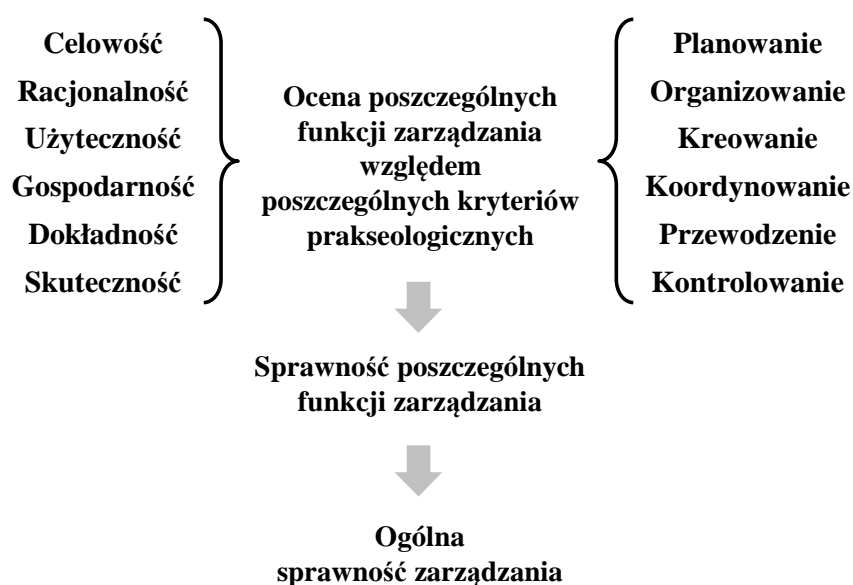 Celowość
Racjonalność
Użyteczność
Gospodarność
Dokładność
Skuteczność
Ocena poszczególnych
funkcji zarządzania
względem
poszczególnych kryteriów
prakseologicznych
Planowanie
Organizowanie
Kreowanie
Koordynowanie
Przewodzenie
Kontrolowanie
Sprawność poszczególnych
funkcji zarządzania
Ogólna
sprawność zarządzania